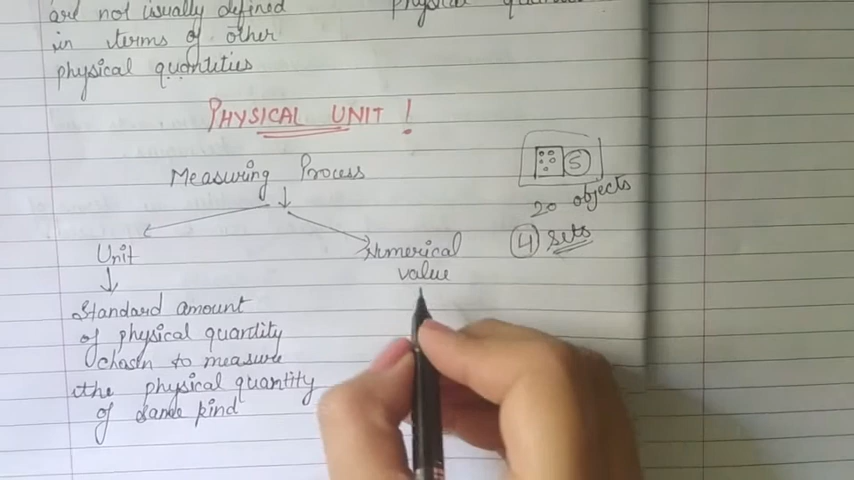 are not usually defined
in terms of other
physical quantities
physical
PHYSICAL UNIT!
Measuring Process
Unit
Standard amount
of physical quantity
chosen to measure
the physical quantity
of same kind
Numerical
value
5
20 objects
4 sets